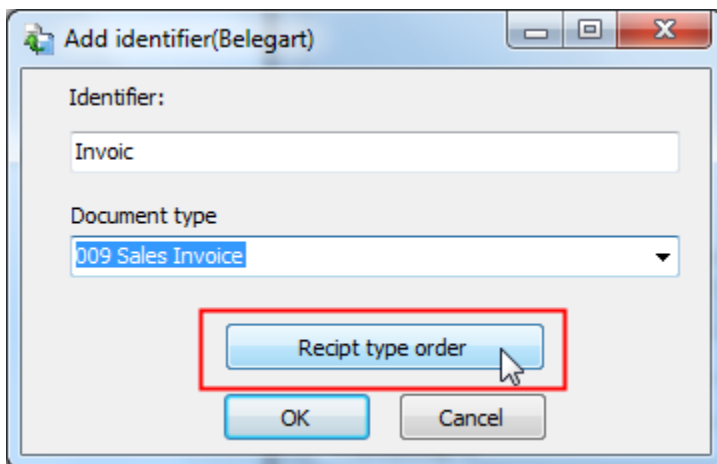 Add identifier(Belegart)
Identifier:
Invoic
Document type
009 Sales Invoice
Recipt type order
OK Cancel